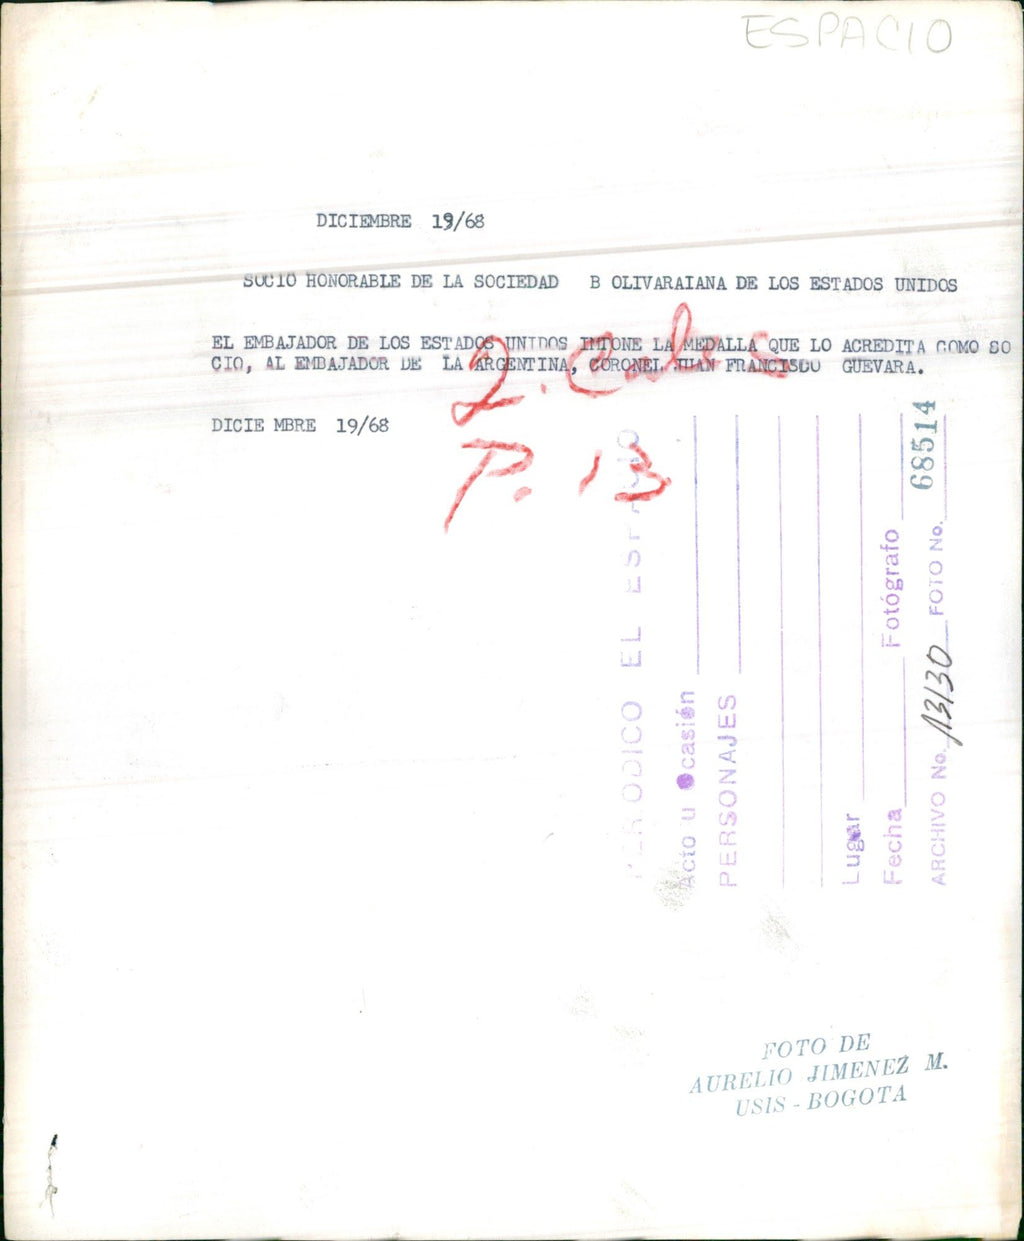 ESPACIO
DICIEMBRE 19/68
SOCIO HONORABLE DE LA SOCIEDAD B OLIVARAIANA DE LOS ESTADOS UNIDOS
EL EMBAJADOR DE LOS ESTADOS UNIDOS IMPONE LA MEDALLA QUE LO ACREDITA COMO SO
CIO, AL EMBAJADOR DE LA ARGENTINA, CORONEL JUAN FRANCISCO GUEVARA.
DICIE MBRE 19/68
2.
P. 13
PERIODICO EL ESPACIO
Acto u Ocasión
PERSONAJES
Lugar
Fecha Fotógrafo
ARCHIVO No. 13130 FOTO No. 68514
FOTO DE
AURELIO JIMENEZ M.
USIS - BOGOTA